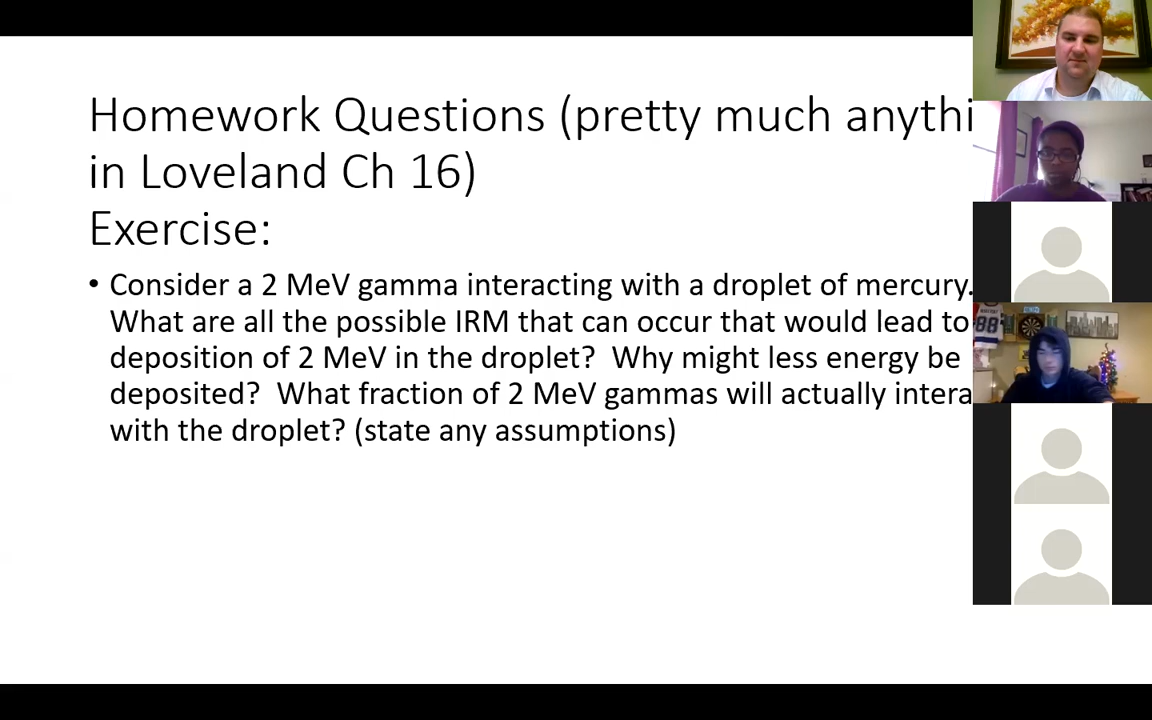 Homework Questions (pretty much anythi
in Loveland Ch 16)
Exercise:
• Consider a 2 MeV gamma interacting with a droplet of mercury.
What are all the possible IRM that can occur that would lead to
deposition of 2 MeV in the droplet?  Why might less energy be
deposited?  What fraction of 2 MeV gammas will actually intera
with the droplet? (state any assumptions)
88